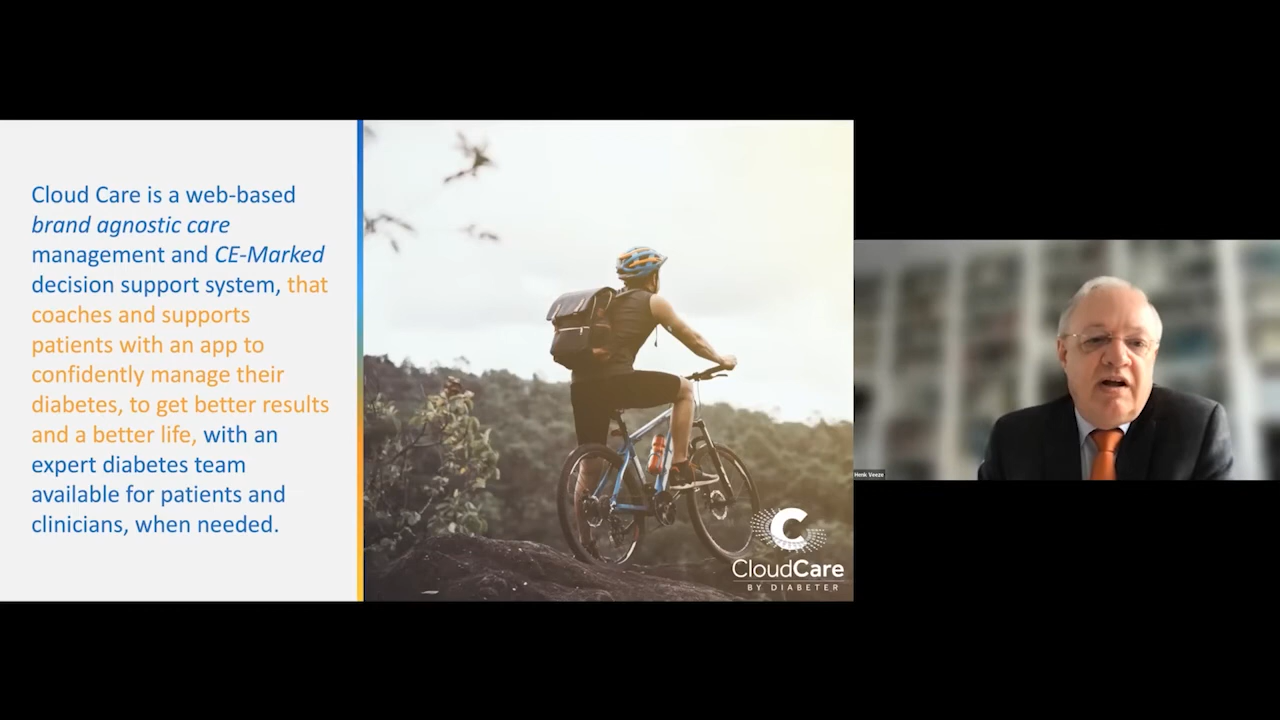 Cloud Care is a web-based
brand agnostic care
management and CE-Marked
decision support system, that
coaches and supports
patients with an app to
confidently manage their
diabetes, to get better results
and a better life, with an
expert diabetes team
available for patients and
clinicians, when needed.
C
CloudCare
BY DIABETER
Henk Veeze